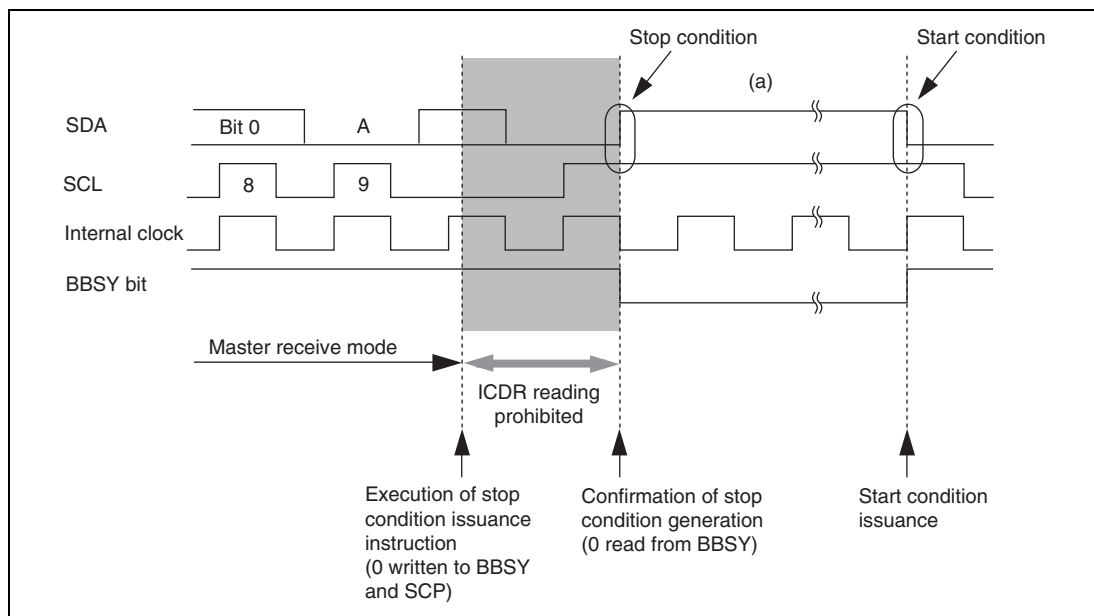 Stop condition
Start condition
(a)
SDA
Bit 0
A
SCL
8
9
Internal clock
BBSY bit
Master receive mode
ICDR reading
prohibited
Execution of stop
condition issuance
instruction
(0 written to BBSY
and SCP)
Confirmation of stop
condition generation
(0 read from BBSY)
Start condition
issuance